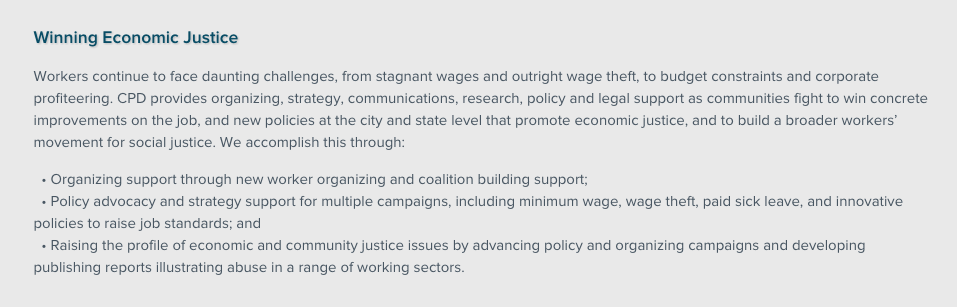 Winning Economic Justice
Workers continue to face daunting challenges, from stagnant wages and outright wage theft, to budget constraints and corporate
profiteering. CPD provides organizing, strategy, communications, research, policy and legal support as communities fight to win concrete
improvements on the job, and new policies at the city and state level that promote economic justice, and to build a broader workers’
movement for social justice. We accomplish this through:
• Organizing support through new worker organizing and coalition building support;
• Policy advocacy and strategy support for multiple campaigns, including minimum wage, wage theft, paid sick leave, and innovative
policies to raise job standards; and
• Raising the profile of economic and community justice issues by advancing policy and organizing campaigns and developing
publishing reports illustrating abuse in a range of working sectors.